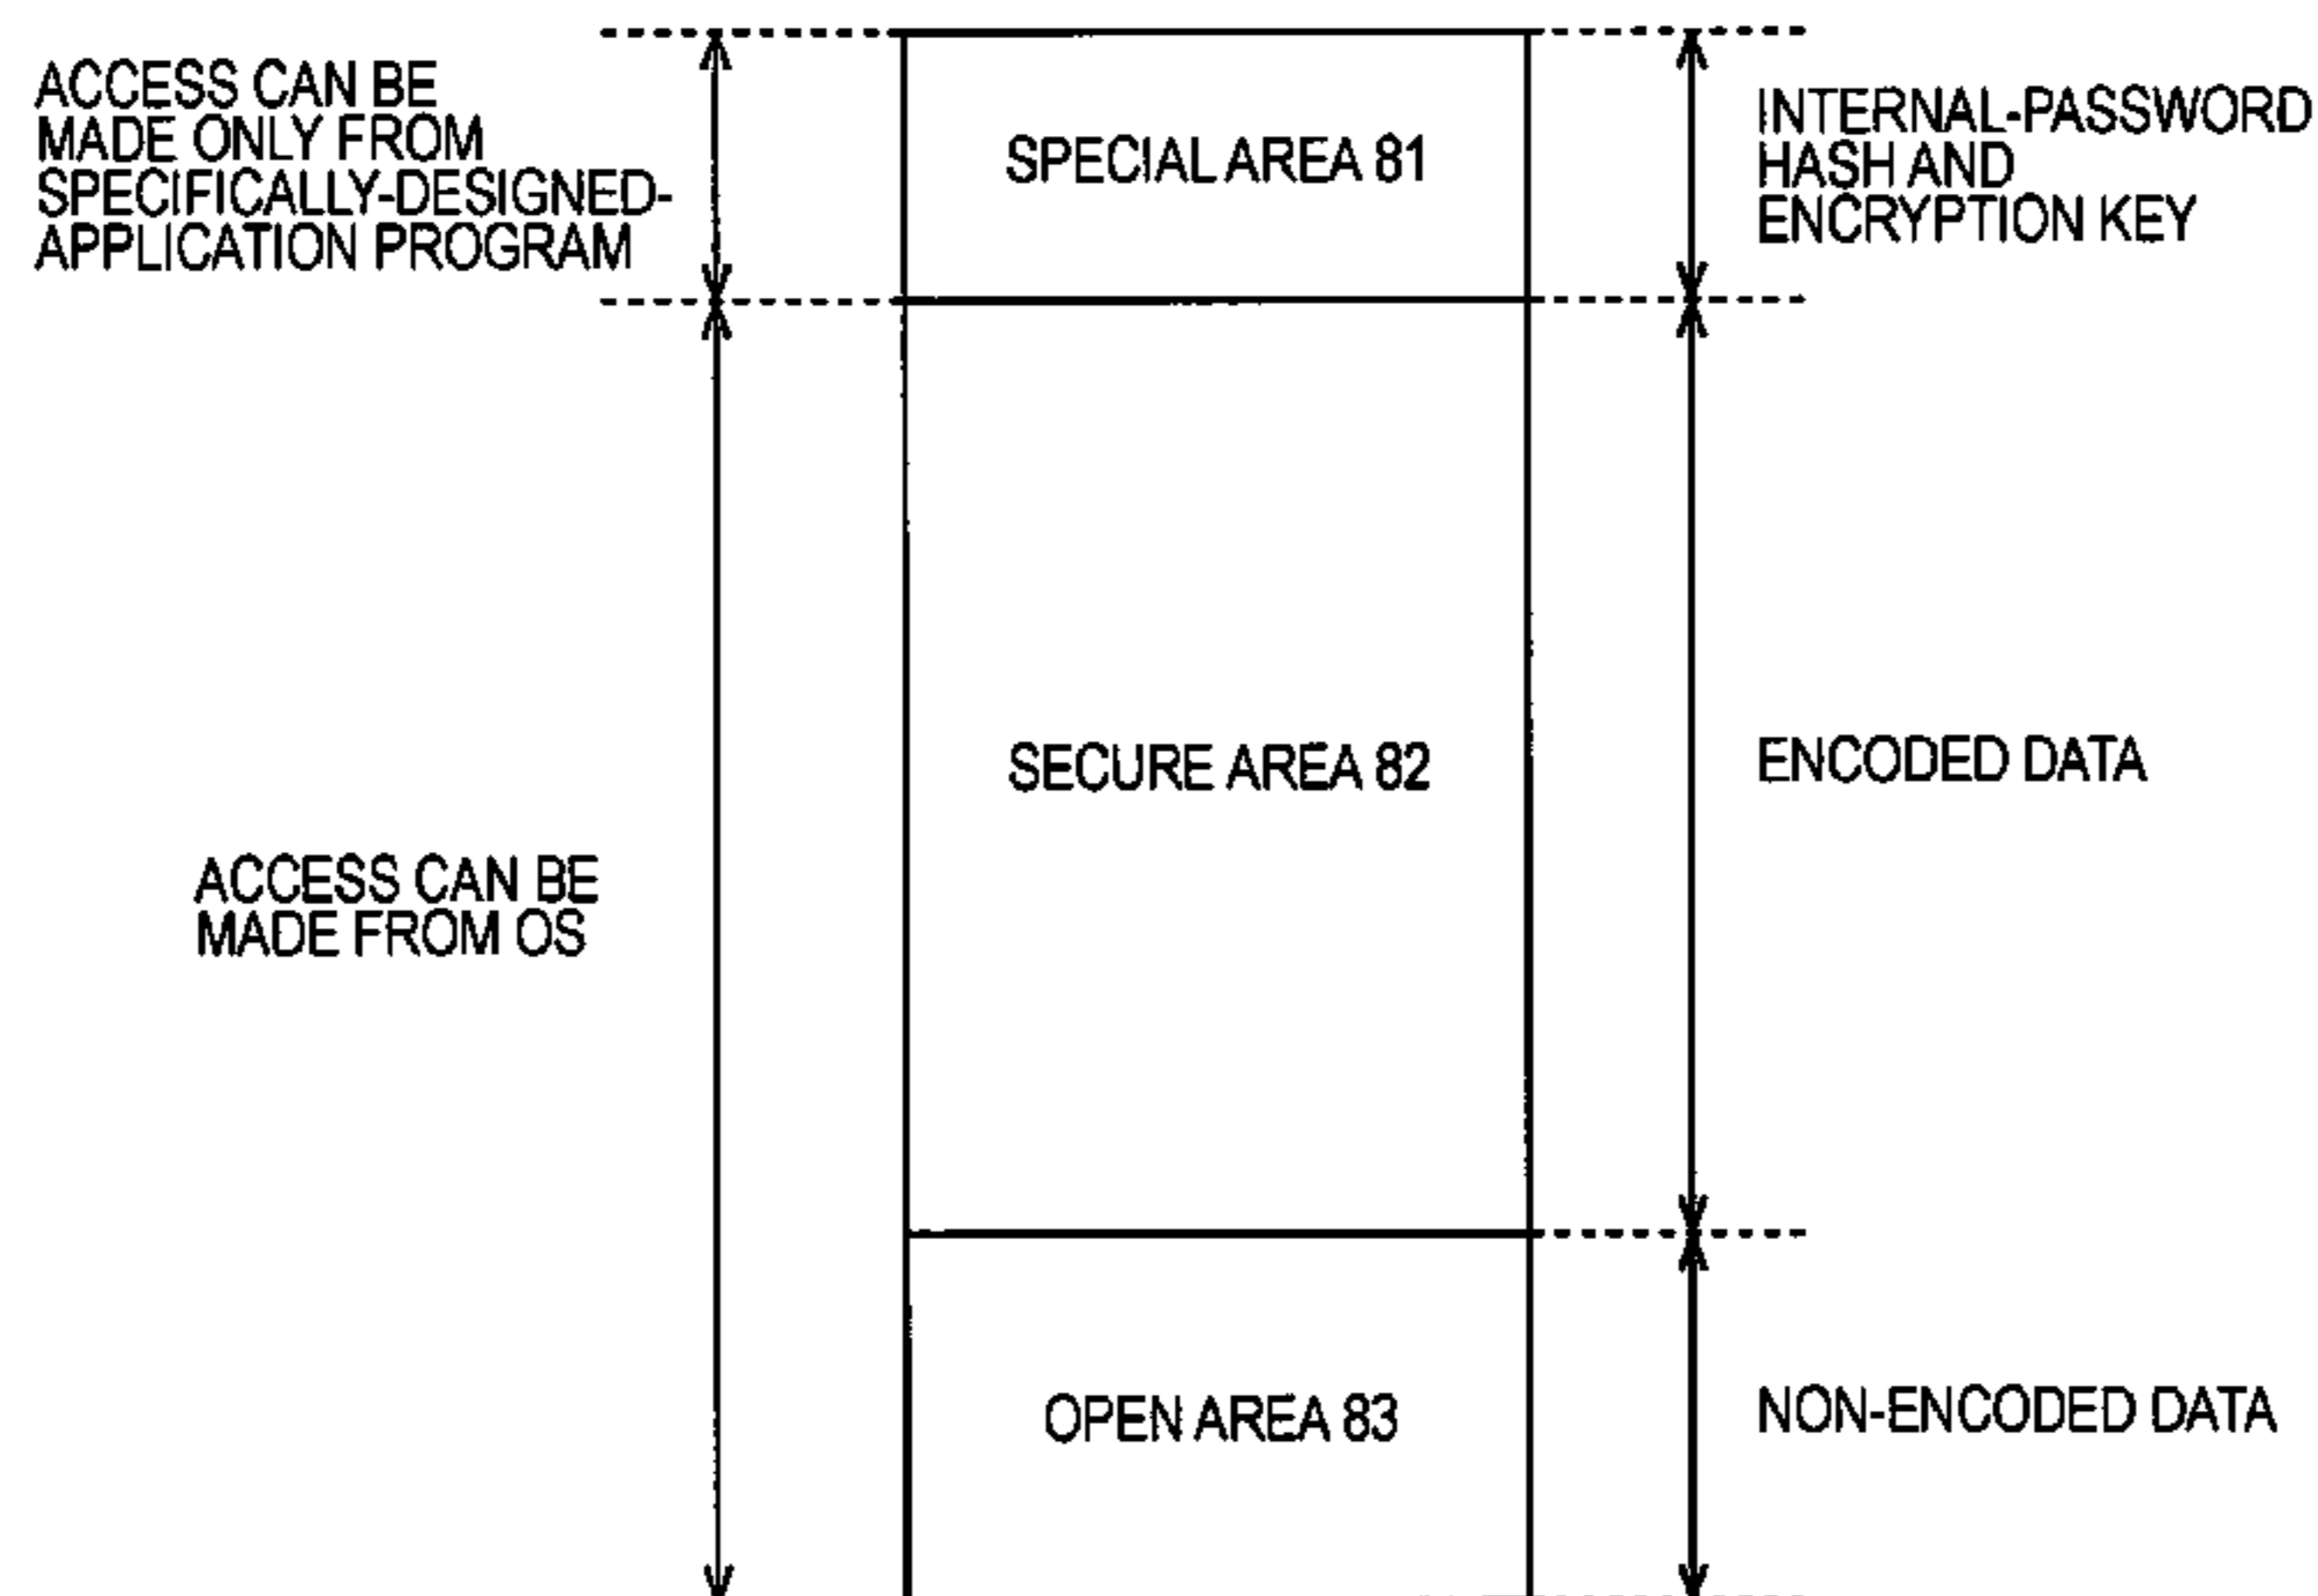 ACCESS CAN BE
MADE ONLY FROM
SPECIFICALLY-DESIGNED-
APPLICATION PROGRAM
SPECIAL AREA 81
INTERNAL-PASSWORD
HASH AND
ENCRYPTION KEY
SECURE AREA 82
ENCODED DATA
ACCESS CAN BE
MADE FROM OS
OPEN AREA 83
NON-ENCODED DATA